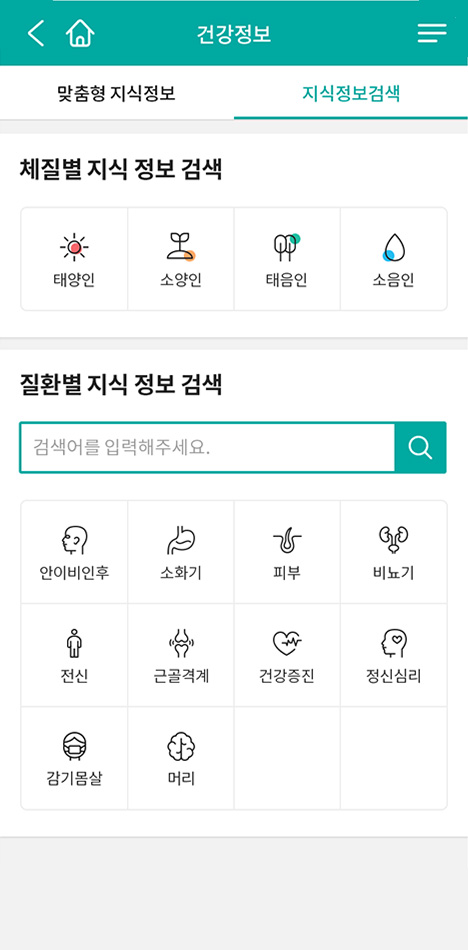 건강정보
맞춤형 지식정보 지식정보검색
체질별 지식 정보 검색
태양인 소양인 태음인 소음인
질환별 지식 정보 검색
검색어를 입력해주세요.
안이비인후 소화기 피부 비뇨기
전신 근골격계 건강증진 정신심리
감기몸살 머리